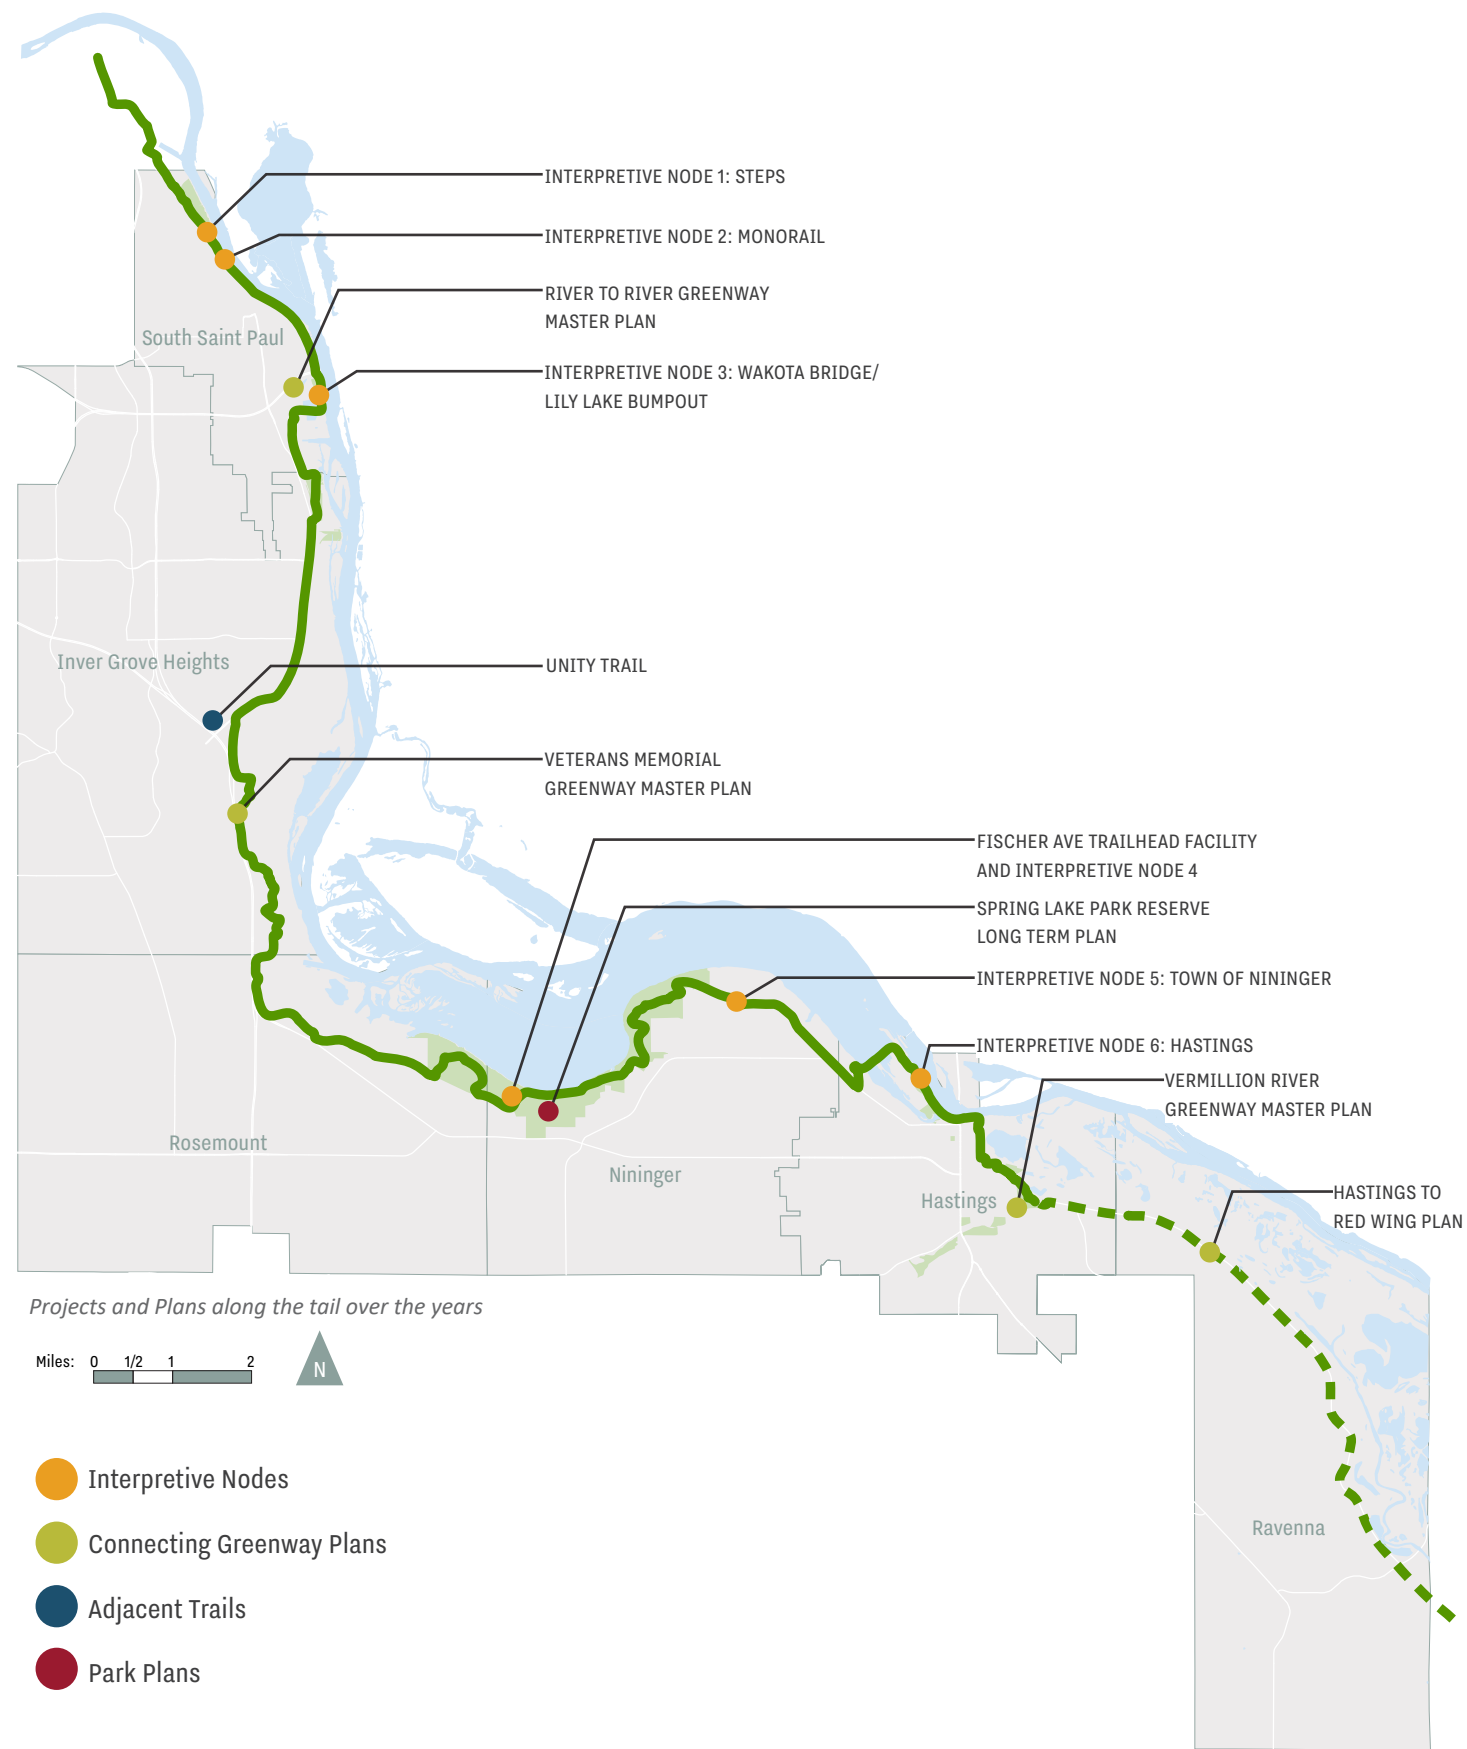 INTERPRETIVE NODE 1: STEPS
INTERPRETIVE NODE 2: MONORAIL
RIVER TO RIVER GREENWAY
MASTER PLAN
South Saint Paul
INTERPRETIVE NODE 3: WAKOTA BRIDGE/
LILY LAKE BUMPOUT
Inver Grove Heights
UNITY TRAIL
VETERANS MEMORIAL
GREENWAY MASTER PLAN
FISCHER AVE TRAILHEAD FACILITY
AND INTERPRETIVE NODE 4
SPRING LAKE PARK RESERVE
LONG TERM PLAN
INTERPRETIVE NODE 5: TOWN OF NININGER
INTERPRETIVE NODE 6: HASTINGS
VERMILLION RIVER
GREENWAY MASTER PLAN
Rosemount
Nininger
Hastings
HASTINGS TO
RED WING PLAN
Projects and Plans along the tail over the years
Miles: 0 1/2 1 2
N
Interpretive Nodes
Connecting Greenway Plans
Ravenna
Adjacent Trails
Park Plans